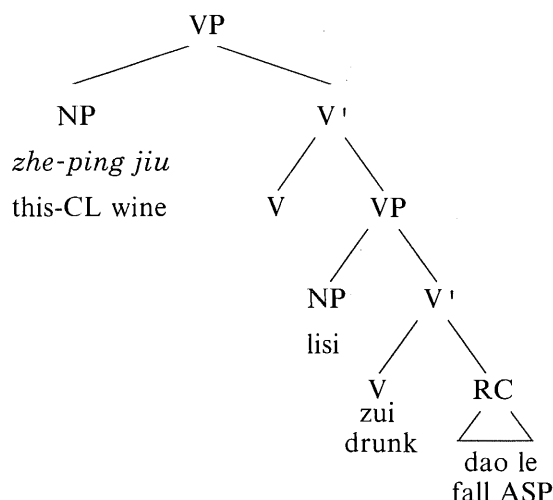 VP
NP V'
zhe-ping jiu
this-CL wine V VP
NP V'
lisi
V RC
zui
drunk
dao le
fall ASP